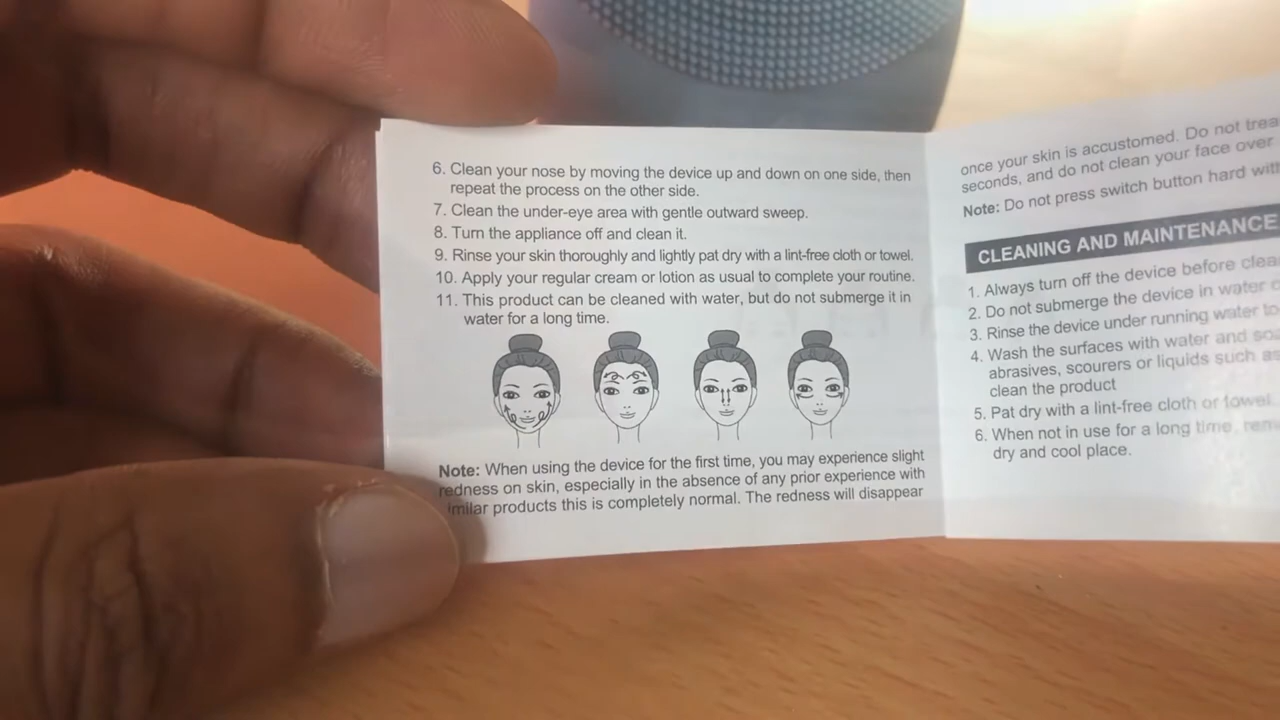 6. Clean your nose by moving the device up and down on one side, then
repeat the process on the other side.
7. Clean the under-eye area with gentle outward sweep.
8. Turn the appliance off and clean it.
9. Rinse your skin thoroughly and lightly pat dry with a lint-free cloth or towel.
10. Apply your regular cream or lotion as usual to complete your routine.
11. This product can be cleaned with water, but do not submerge it in
water for a long time.
Note: When using the device for the first time, you may experience slight
redness on skin, especially in the absence of any prior experience with
imilar products this is completely normal. The redness will disappear
once your skin is accustomed. Do not trea
seconds, and do not clean your face over
Note: Do not press switch button hard with
CLEANING AND MAINTENANCE
1. Always turn off the device before clea
2. Do not submerge the device in water o
3. Rinse the device under running water to
4. Wash the surfaces with water and soa
abrasives, scourers or liquids such as
clean the product
5. Pat dry with a lint-free cloth or towel.
6. When not in use for a long time, rem
dry and cool place.